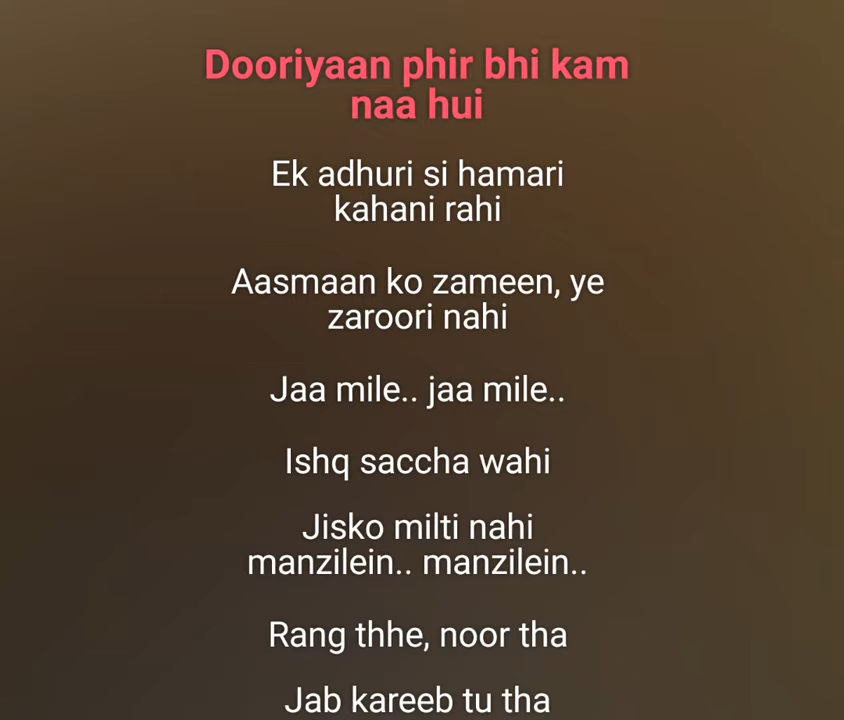 Dooriyaan phir bhi kam
naa hui
Ek adhuri si hamari
kahani rahi
Aasmaan ko zameen, ye
zaroori nahi
Jaa mile.. jaa mile..
Ishq saccha wahi
Jisko milti nahi
manzilein.. manzilein..
Rang thhe, noor tha
Jab kareeb tu tha